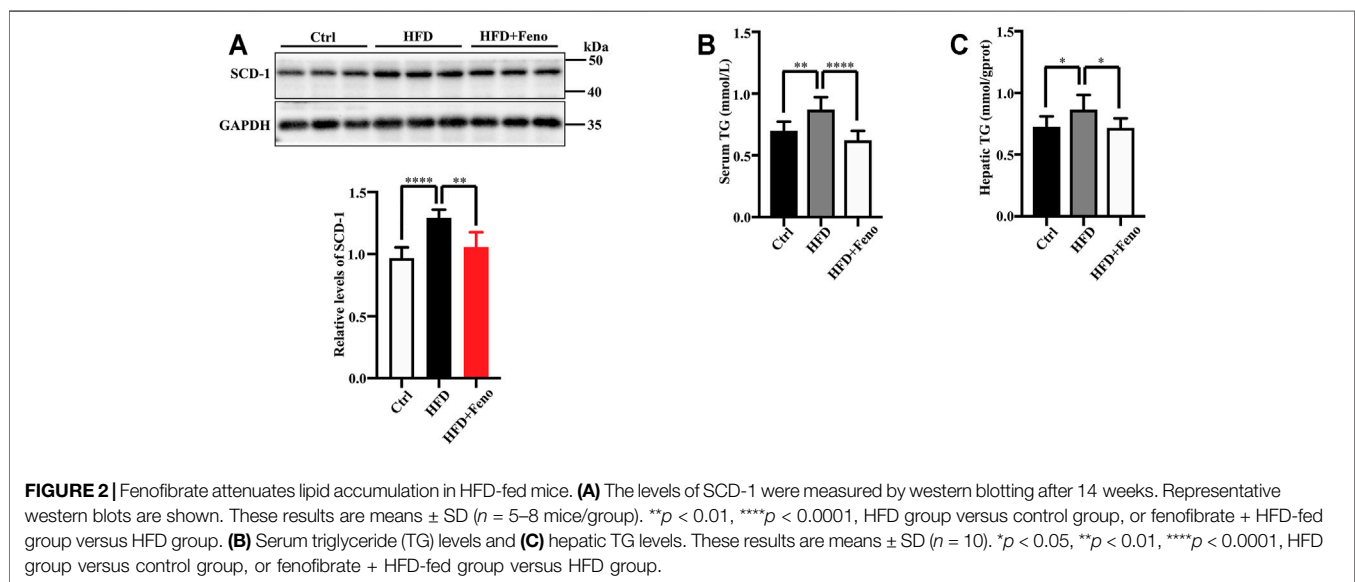 A
Ctrl HFD HFD+Feno
kDa
SCD-1
50
40
GAPDH
35
Relative levels of SCD-1
1.5
1.0
0.5
0.0
**** **
Ctrl
HFD
HFD+Feno
B
Serum TG (mmol/L)
1.5
1.0
0.5
0.0
** ****
Ctrl
HFD
HFD+Feno
C
Hepatic TG (mmol/gprot)
1.5
1.0
0.5
0.0
* *
Ctrl
HFD
HFD+Feno
FIGURE 2 | Fenofibrate attenuates lipid accumulation in HFD-fed mice. (A) The levels of SCD-1 were measured by western blotting after 14 weeks. Representative
western blots are shown. These results are means ± SD (n = 5–8 mice/group). **p < 0.01, ****p < 0.0001, HFD group versus control group, or fenofibrate + HFD-fed
group versus HFD group. (B) Serum triglyceride (TG) levels and (C) hepatic TG levels. These results are means ± SD (n = 10). *p < 0.05, **p < 0.01, ****p < 0.0001, HFD
group versus control group, or fenofibrate + HFD-fed group versus HFD group.